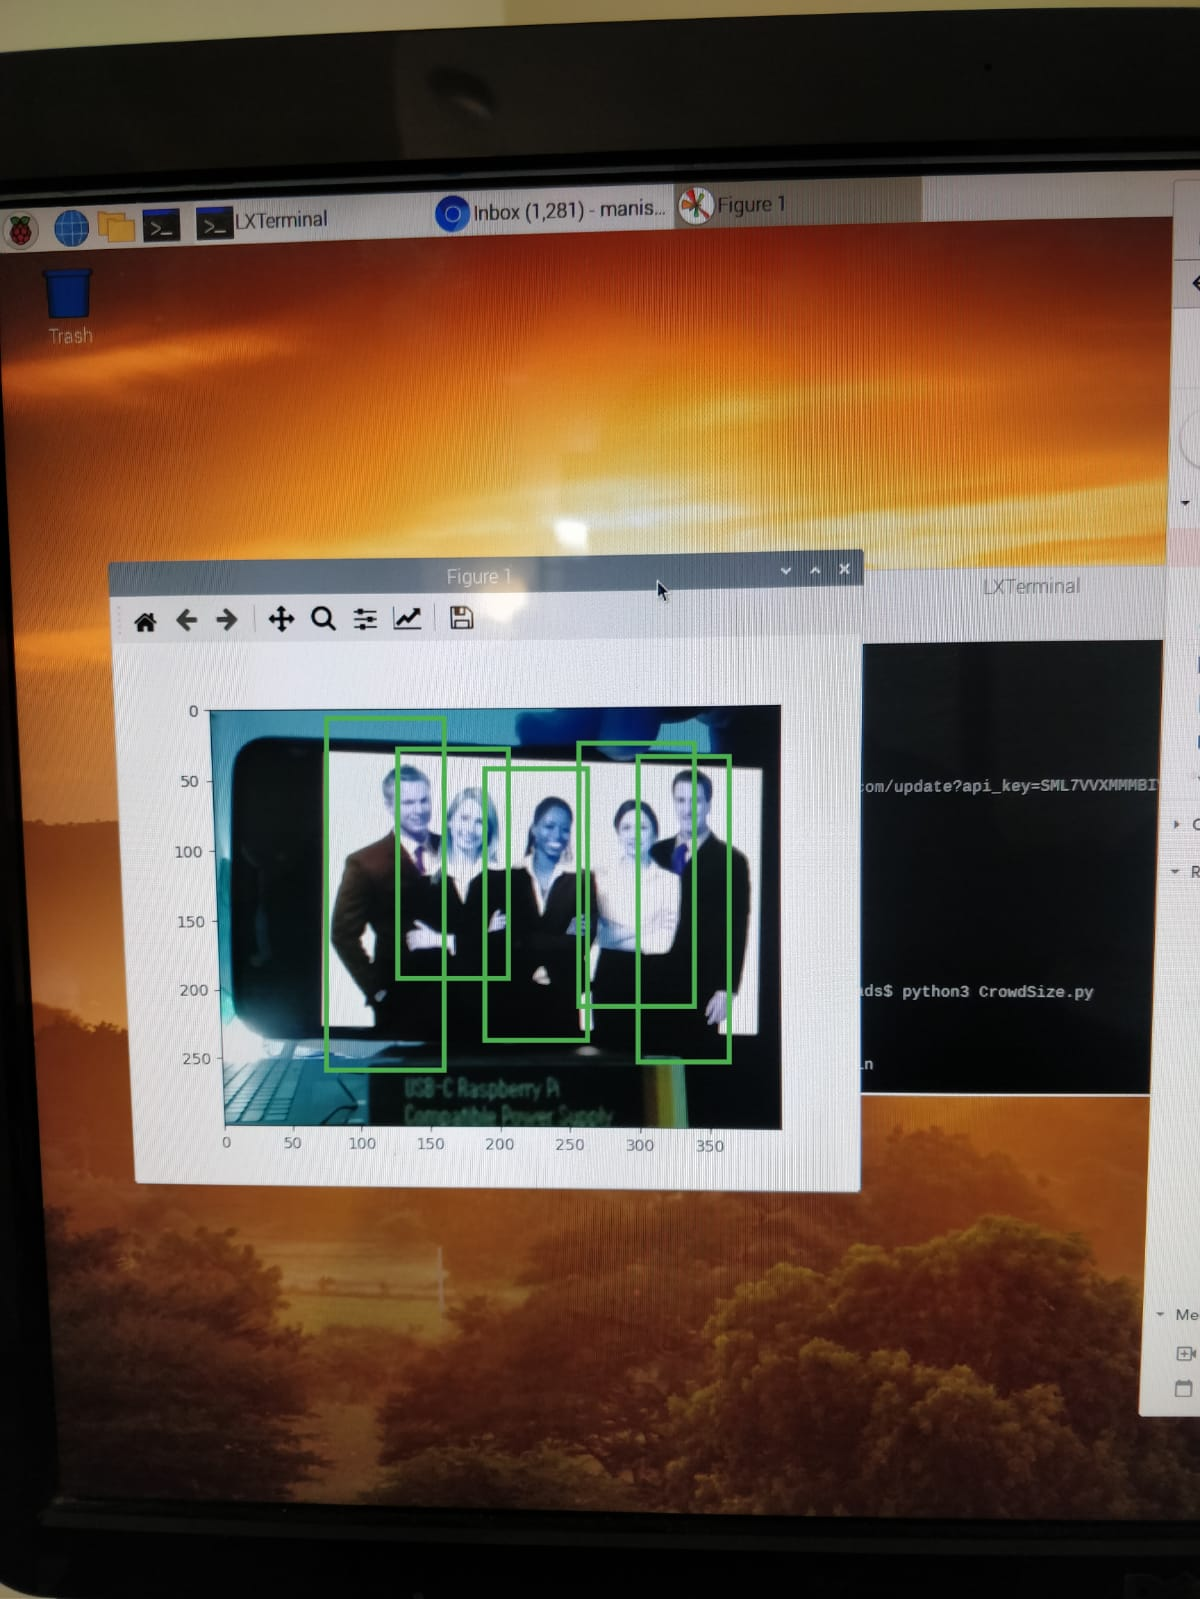 LXTerminal
Inbox (1,281) - manis...
Figure 1
Trash
Figure 1
LXTerminal
0
50
100
150
200
250
0
50
100
150
200
250
300
350
USB-C Raspberry Pi
Compatible Power Supply
com/update?api_key=SML7VVXMMMBI
ds$ python3 CrowdSize.py
n
C
R
Me